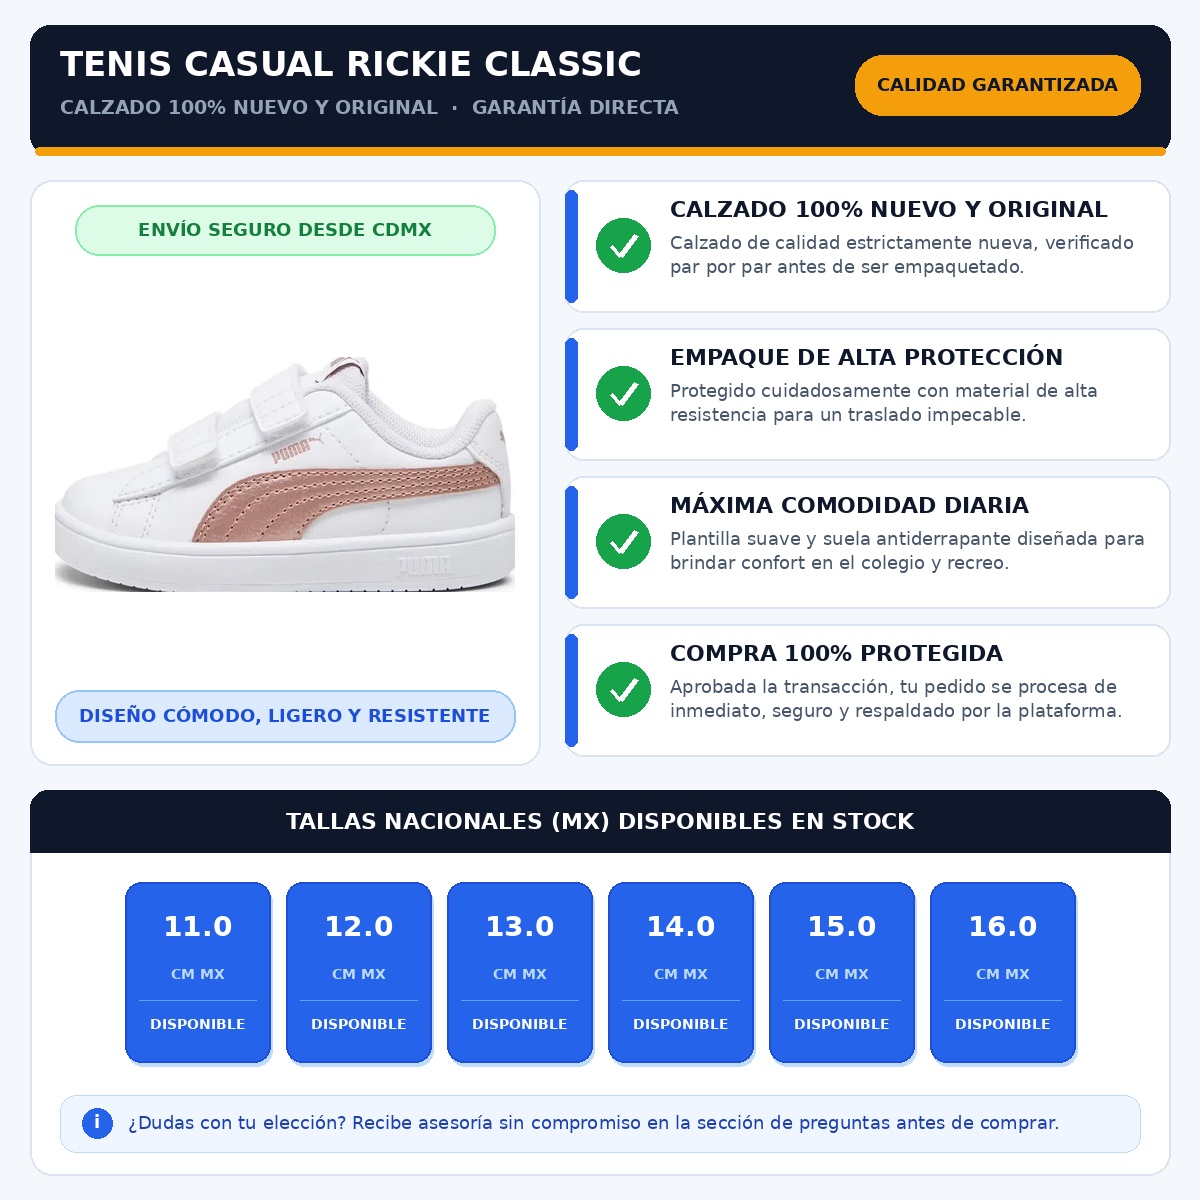 TENIS CASUAL RICKIE CLASSIC
CALZADO 100% NUEVO Y ORIGINAL · GARANTÍA DIRECTA
CALIDAD GARANTIZADA
ENVÍO SEGURO DESDE CDMX
PUMA
PUMA
DISEÑO CÓMODO, LIGERO Y RESISTENTE
CALZADO 100% NUEVO Y ORIGINAL
Calzado de calidad estrictamente nueva, verificado
par por par antes de ser empaquetado.
EMPAQUE DE ALTA PROTECCIÓN
Protegido cuidadosamente con material de alta
resistencia para un traslado impecable.
MÁXIMA COMODIDAD DIARIA
Plantilla suave y suela antiderrapante diseñada para
brindar confort en el colegio y recreo.
COMPRA 100% PROTEGIDA
Aprobada la transacción, tu pedido se procesa de
inmediato, seguro y respaldado por la plataforma.
TALLAS NACIONALES (MX) DISPONIBLES EN STOCK
11.0 12.0 13.0 14.0 15.0 16.0
CM MX CM MX CM MX CM MX CM MX CM MX
DISPONIBLE DISPONIBLE DISPONIBLE DISPONIBLE DISPONIBLE DISPONIBLE
i ¿Dudas con tu elección? Recibe asesoría sin compromiso en la sección de preguntas antes de comprar.